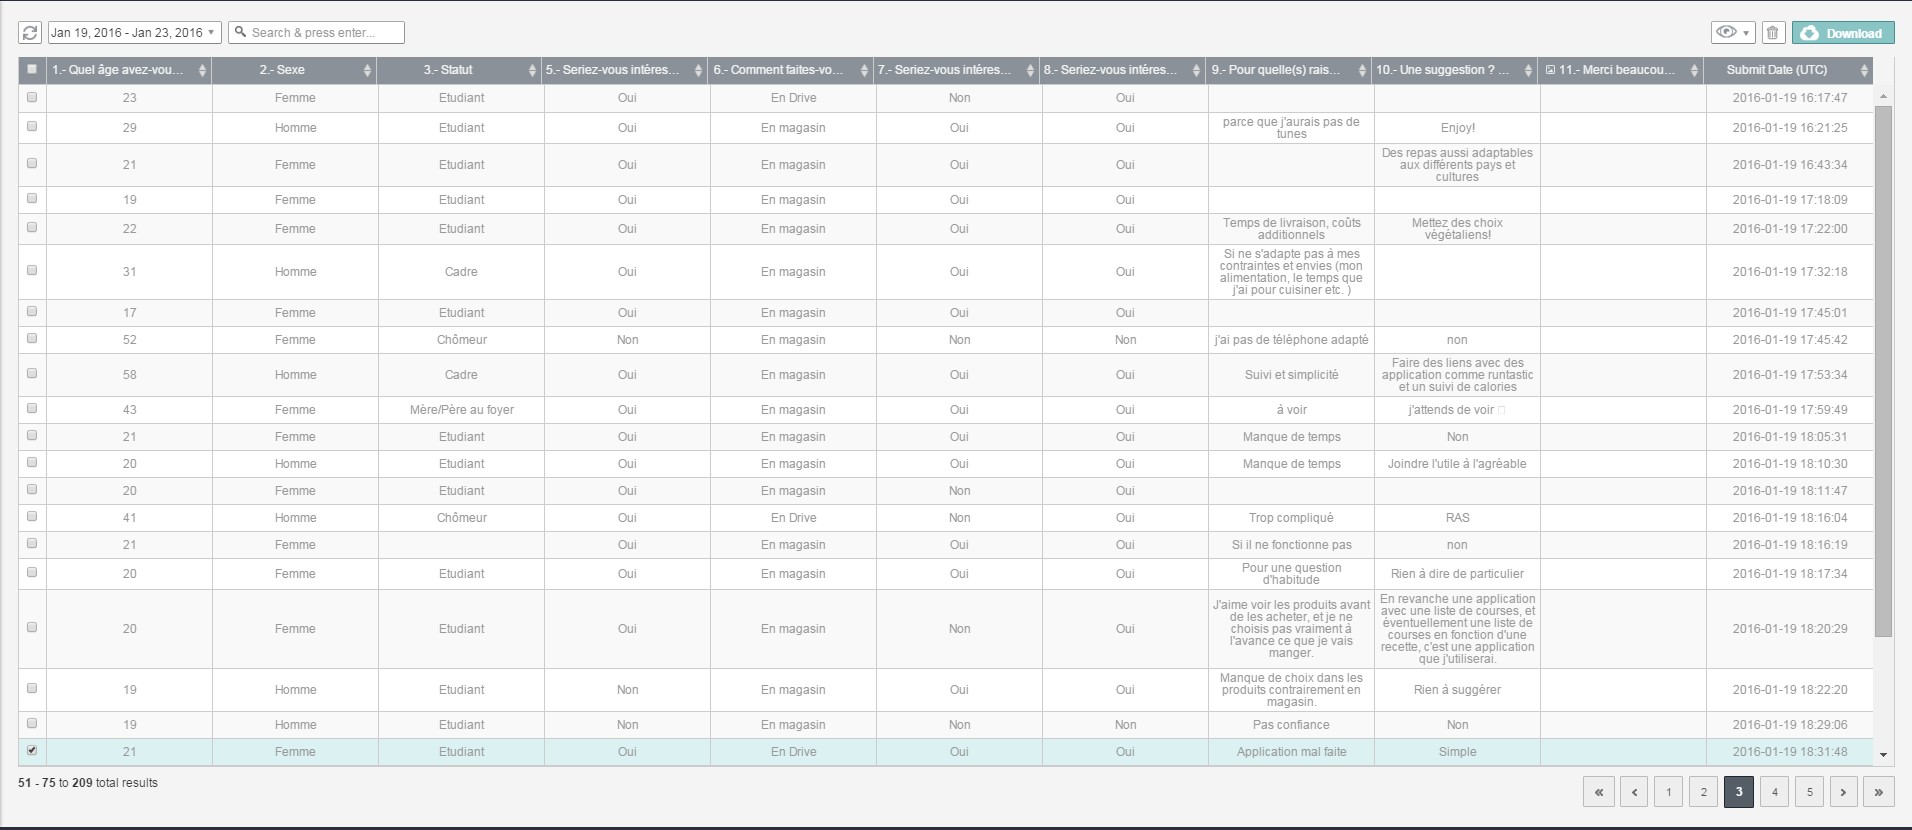 Jan 19, 2016 - Jan 23, 2016 Search & press enter... Download
1.- Quel âge avez-vou... 2.- Sexe 3.- Statut 5.- Seriez-vous intéres... 6.- Comment faites-vo... 7.- Seriez-vous intéres... 8.- Seriez-vous intéres... 9.- Pour quelle(s) rais... 10.- Une suggestion ? ... 11.- Merci beaucou... Submit Date (UTC)
23 Femme Etudiant Oui En Drive Non Oui 2016-01-19 16:17:47
29 Homme Etudiant Oui En magasin Oui Oui parce que j'aurais pas de
tunes Enjoy! 2016-01-19 16:21:25
21 Femme Etudiant Oui En magasin Oui Oui Des repas aussi adaptables
aux différents pays et
cultures 2016-01-19 16:43:34
19 Femme Etudiant Oui En magasin Oui Oui 2016-01-19 17:18:09
22 Femme Etudiant Oui En magasin Oui Oui Temps de livraison, coûts
additionnels Mettez des choix
végétaliens! 2016-01-19 17:22:00
31 Homme Cadre Oui En magasin Oui Oui Si ne s'adapte pas à mes
contraintes et envies (mon
alimentation, le temps que
j'ai pour cuisiner etc. ) 2016-01-19 17:32:18
17 Femme Etudiant Oui En magasin Oui Oui 2016-01-19 17:45:01
52 Femme Chômeur Non En magasin Non Non j'ai pas de téléphone adapté non 2016-01-19 17:45:42
58 Homme Cadre Oui En magasin Oui Oui Suivi et simplicité Faire des liens avec des
application comme runtastic
et un suivi de calories 2016-01-19 17:53:34
43 Femme Mère/Père au foyer Oui En magasin Oui Oui à voir j'attends de voir 2016-01-19 17:59:49
21 Femme Etudiant Oui En magasin Oui Oui Manque de temps Non 2016-01-19 18:05:31
20 Homme Etudiant Oui En magasin Oui Oui Manque de temps Joindre l'utile à l'agréable 2016-01-19 18:10:30
20 Femme Etudiant Oui En magasin Non Oui 2016-01-19 18:11:47
41 Homme Chômeur Oui En Drive Non Oui Trop compliqué RAS 2016-01-19 18:16:04
21 Femme Oui En magasin Oui Oui Si il ne fonctionne pas non 2016-01-19 18:16:19
20 Femme Etudiant Oui En magasin Oui Oui Pour une question
d'habitude Rien à dire de particulier 2016-01-19 18:17:34
20 Femme Etudiant Oui En magasin Non Oui J'aime voir les produits avant
de les acheter, et je ne
choisis pas vraiment à
l'avance ce que je vais
manger. En revanche une application
avec une liste de courses, et
éventuellement une liste de
courses en fonction d'une
recette, c'est une application
que j'utiliserai. 2016-01-19 18:20:29
19 Homme Etudiant Non En magasin Oui Oui Manque de choix dans les
produits contrairement en
magasin. Rien à suggérer 2016-01-19 18:22:20
19 Homme Etudiant Non En magasin Non Non Pas confiance Non 2016-01-19 18:29:06
21 Femme Etudiant Oui En Drive Oui Oui Application mal faite Simple 2016-01-19 18:31:48
51 - 75 to 209 total results
« ‹ 1 2 3 4 5 › »